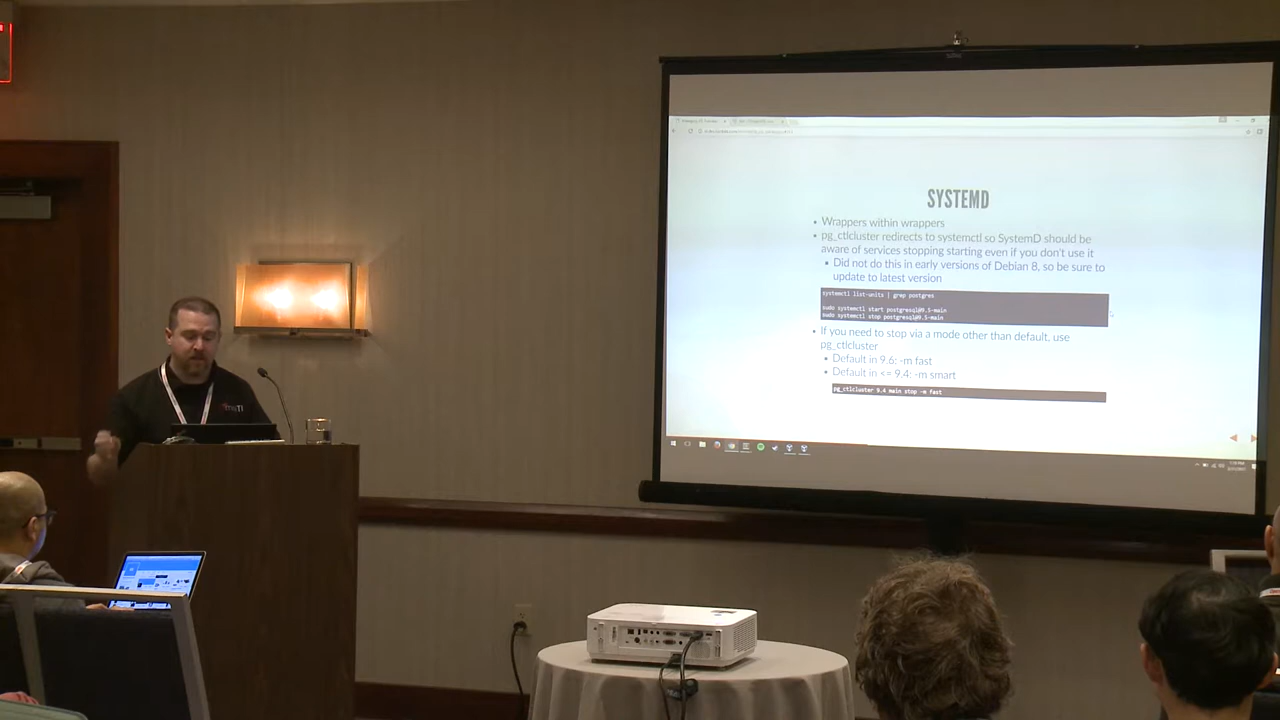 SYSTEMD
• Wrappers within wrappers
• pg_ctlcluster redirects to systemctl so SystemD should be
aware of services stopping starting even if you don't use it
• Did not do this in early versions of Debian 8, so be sure to
update to latest version
systemctl list-units | grep postgres
sudo systemctl start postgresql@9.5-main
sudo systemctl stop postgresql@9.5-main
• If you need to stop via a mode other than default, use
pg_ctlcluster
• Default in 9.6: -m fast
• Default in <= 9.4: -m smart
pg_ctlcluster 9.4 main stop -m fast